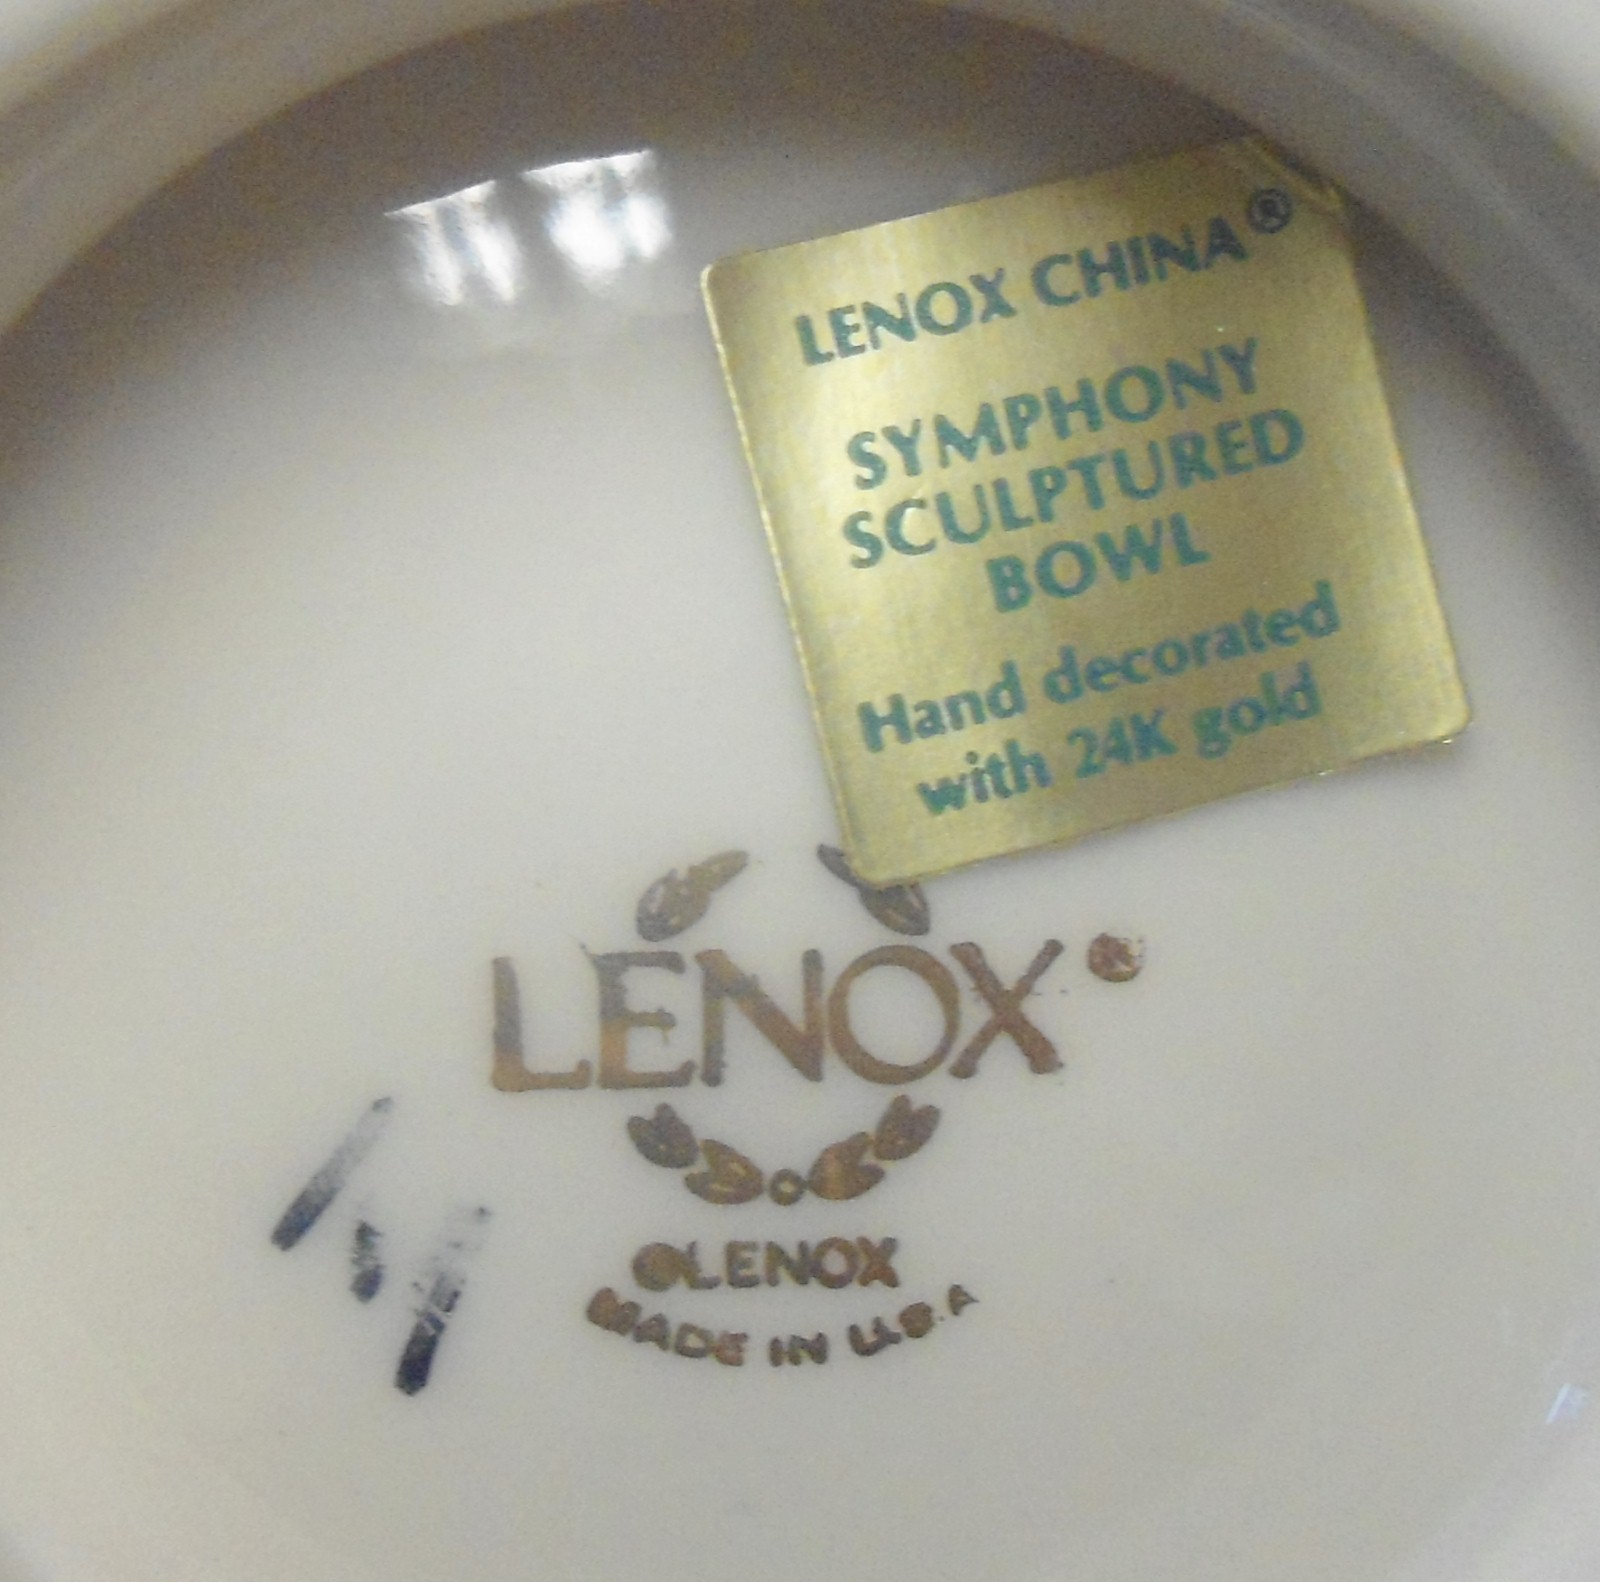 LENOX CHINA®
SYMPHONY
SCULPTURED
BOWL
Hand decorated
with 24K gold
LENOX®
©LENOX
MADE IN U.S.A